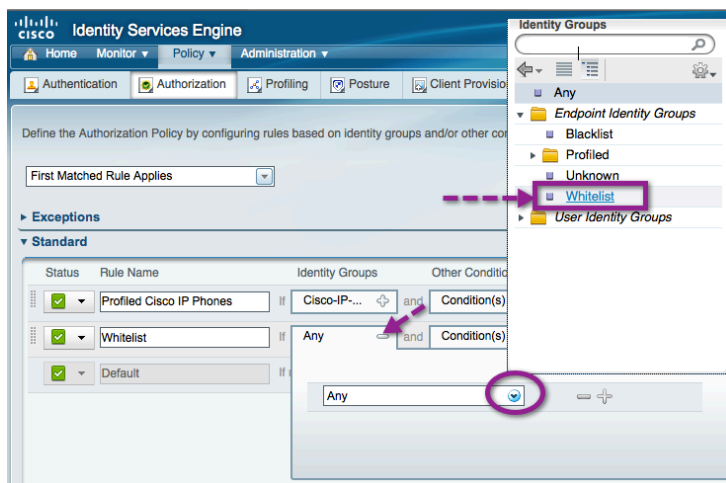 cisco Identity Services Engine
Home Monitor Policy Administration
Authentication Authorization Profiling Posture Client Provisio
Define the Authorization Policy by configuring rules based on identity groups and/or other cor
First Matched Rule Applies
Exceptions
Standard
Status Rule Name Identity Groups Other Conditio
Profiled Cisco IP Phones If Cisco-IP-... and Condition(s)
Whitelist If Any and Condition(s)
Default If
Any
Identity Groups
Any
Endpoint Identity Groups
Blacklist
Profiled
Unknown
Whitelist
User Identity Groups